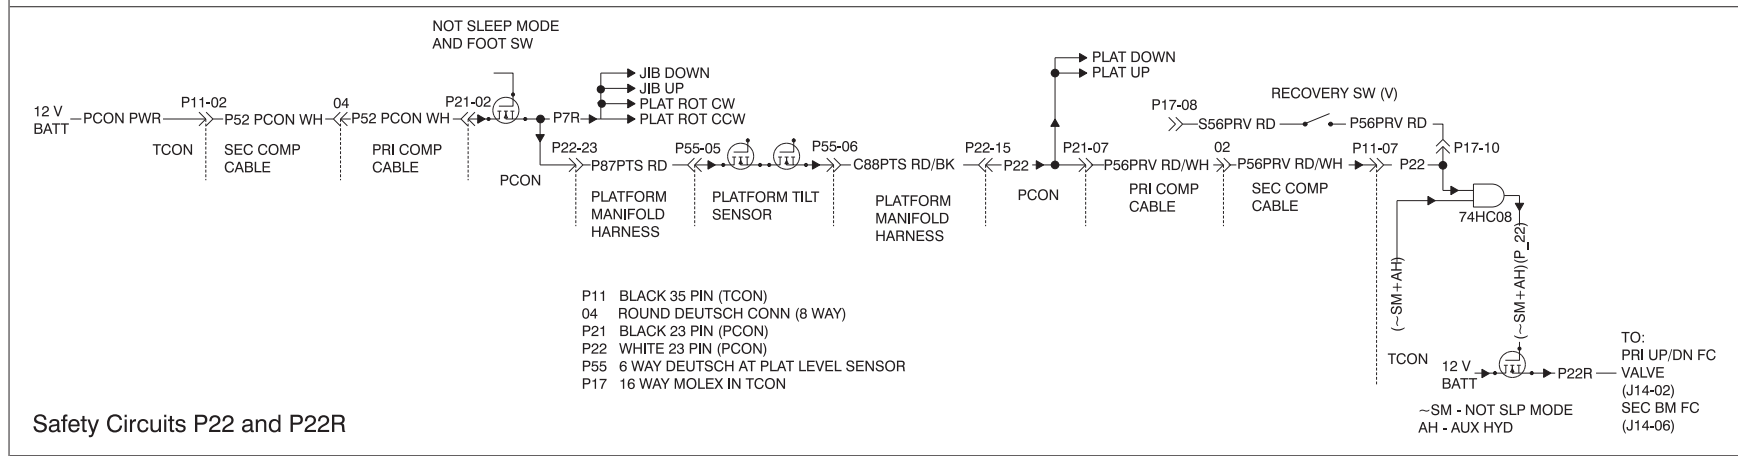 NOT SLEEP MODE
AND FOOT SW
12 V
BATT
PCON PWR
P11-02
P52 PCON WH
04
P52 PCON WH
P21-02
P7R
JIB DOWN
JIB UP
PLAT ROT CW
PLAT ROT CCW
TCON
SEC COMP
CABLE
PRI COMP
CABLE
PCON
P22-23
P87PTS RD
P55-05
P55-06
C88PTS RD/BK
P22-15
P22
PLATFORM
MANIFOLD
HARNESS
PLATFORM TILT
SENSOR
PLATFORM
MANIFOLD
HARNESS
PCON
PLAT DOWN
PLAT UP
P21-07
P56PRV RD/WH
02
P56PRV RD/WH
P11-07
P22
PRI COMP
CABLE
SEC COMP
CABLE
P17-08
S56PRV RD
RECOVERY SW (V)
P56PRV RD
P17-10
74HC08
(~SM+AH)
(~SM+AH)(P_22)
TCON
12 V
BATT
P22R
TO:
PRI UP/DN FC
VALVE
(J14-02)
SEC BM FC
(J14-06)
~SM - NOT SLP MODE
AH - AUX HYD
P11 BLACK 35 PIN (TCON)
04 ROUND DEUTSCH CONN (8 WAY)
P21 BLACK 23 PIN (PCON)
P22 WHITE 23 PIN (PCON)
P55 6 WAY DEUTSCH AT PLAT LEVEL SENSOR
P17 16 WAY MOLEX IN TCON
Safety Circuits P22 and P22R